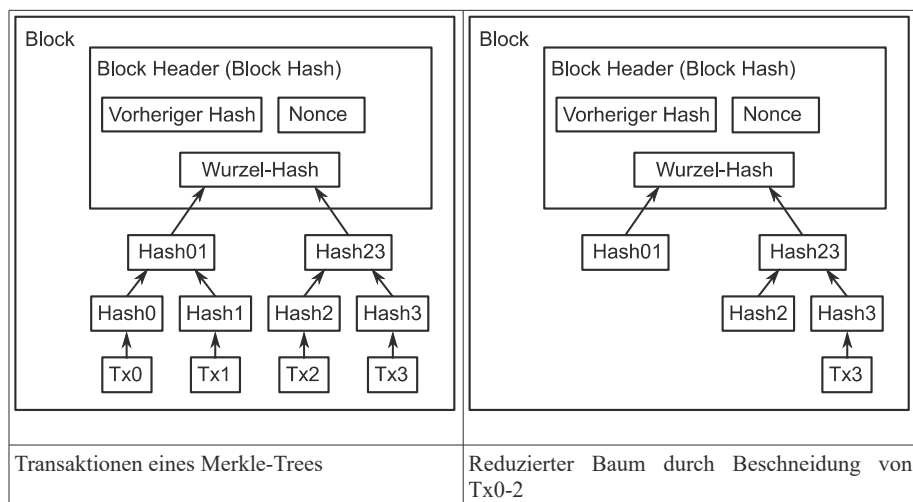 Block
Block Header (Block Hash)
Vorheriger Hash
Nonce
Wurzel-Hash
Hash01
Hash23
Hash0
Hash1
Hash2
Hash3
Tx0
Tx1
Tx2
Tx3
Transaktionen eines Merkle-Trees
Block
Block Header (Block Hash)
Vorheriger Hash
Nonce
Wurzel-Hash
Hash01
Hash23
Hash2
Hash3
Tx3
Reduzierter Baum durch Beschneidung von
Tx0-2